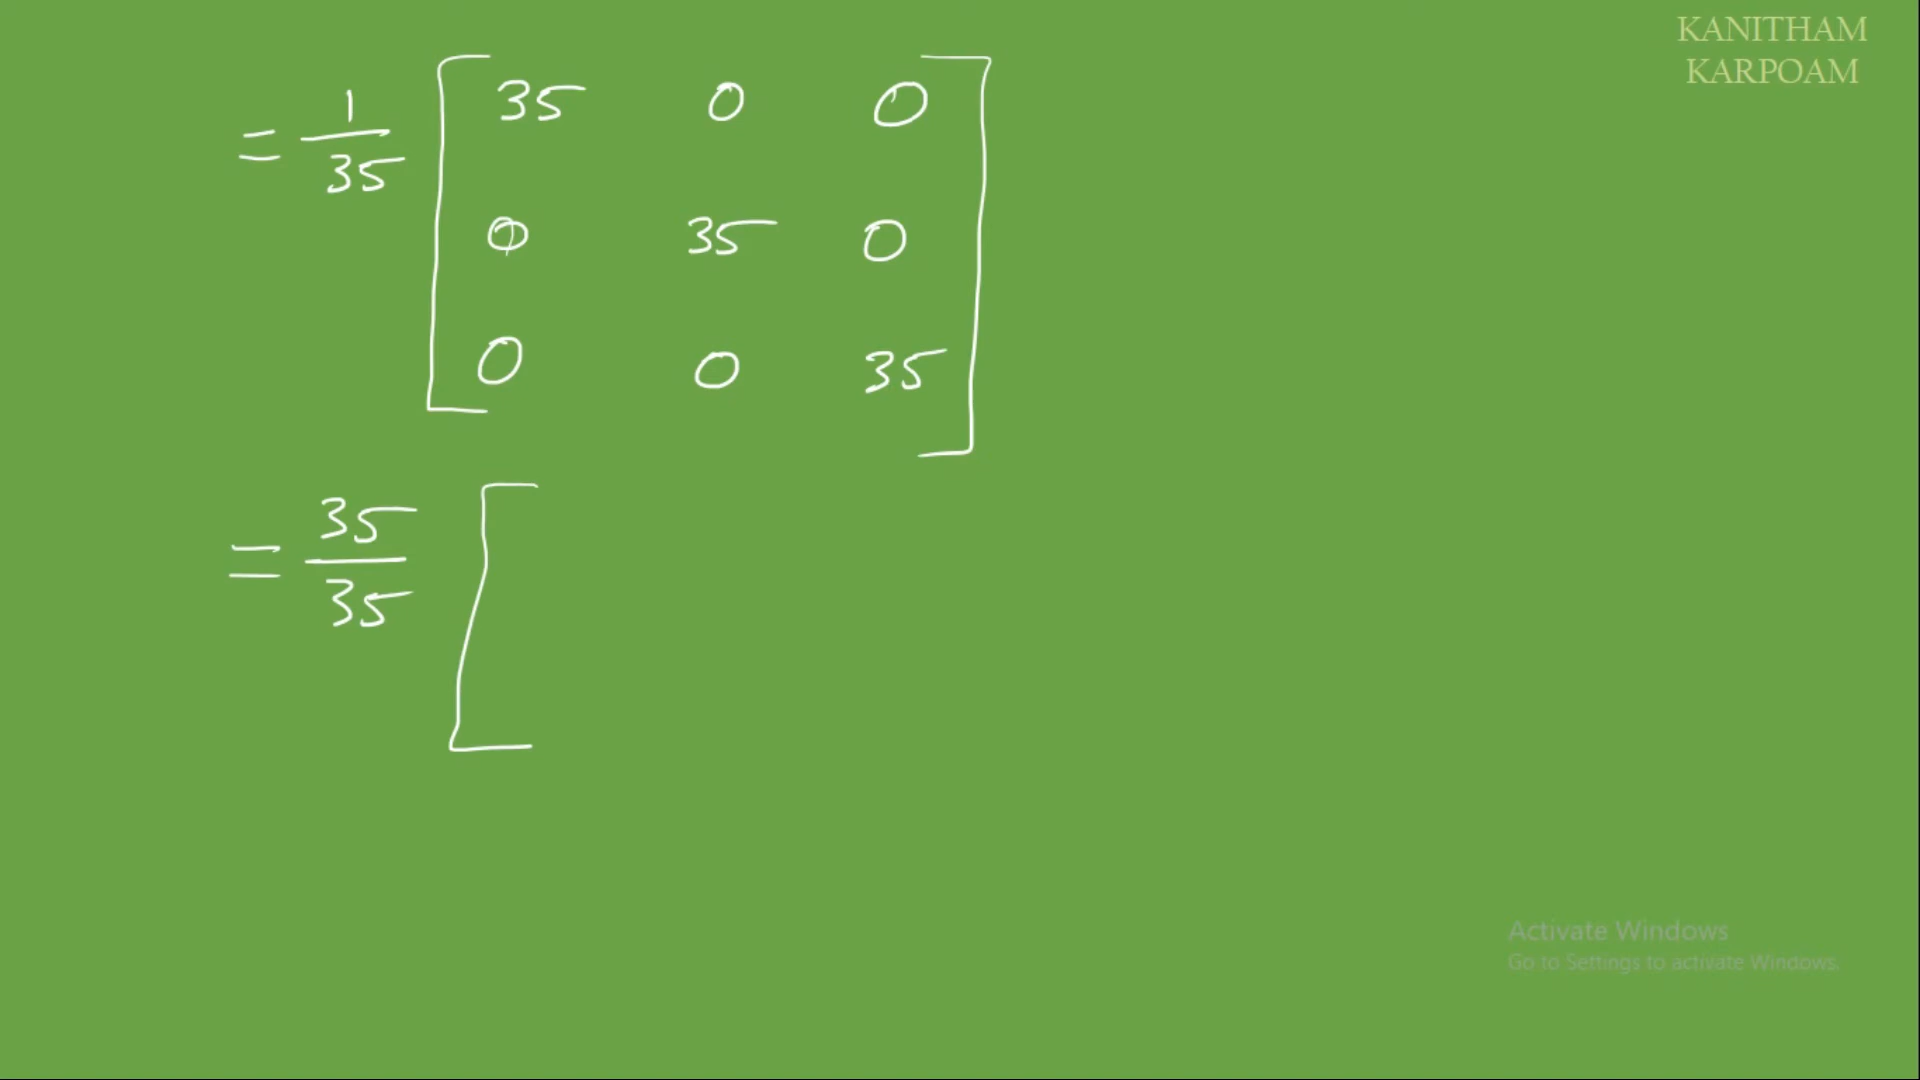 KANITHAM
KARPOAM
= 1/35 [ 35 0 0
0 35 0
0 0 35 ]
= 35/35 [
Activate Windows
Go to Settings to activate Windows.